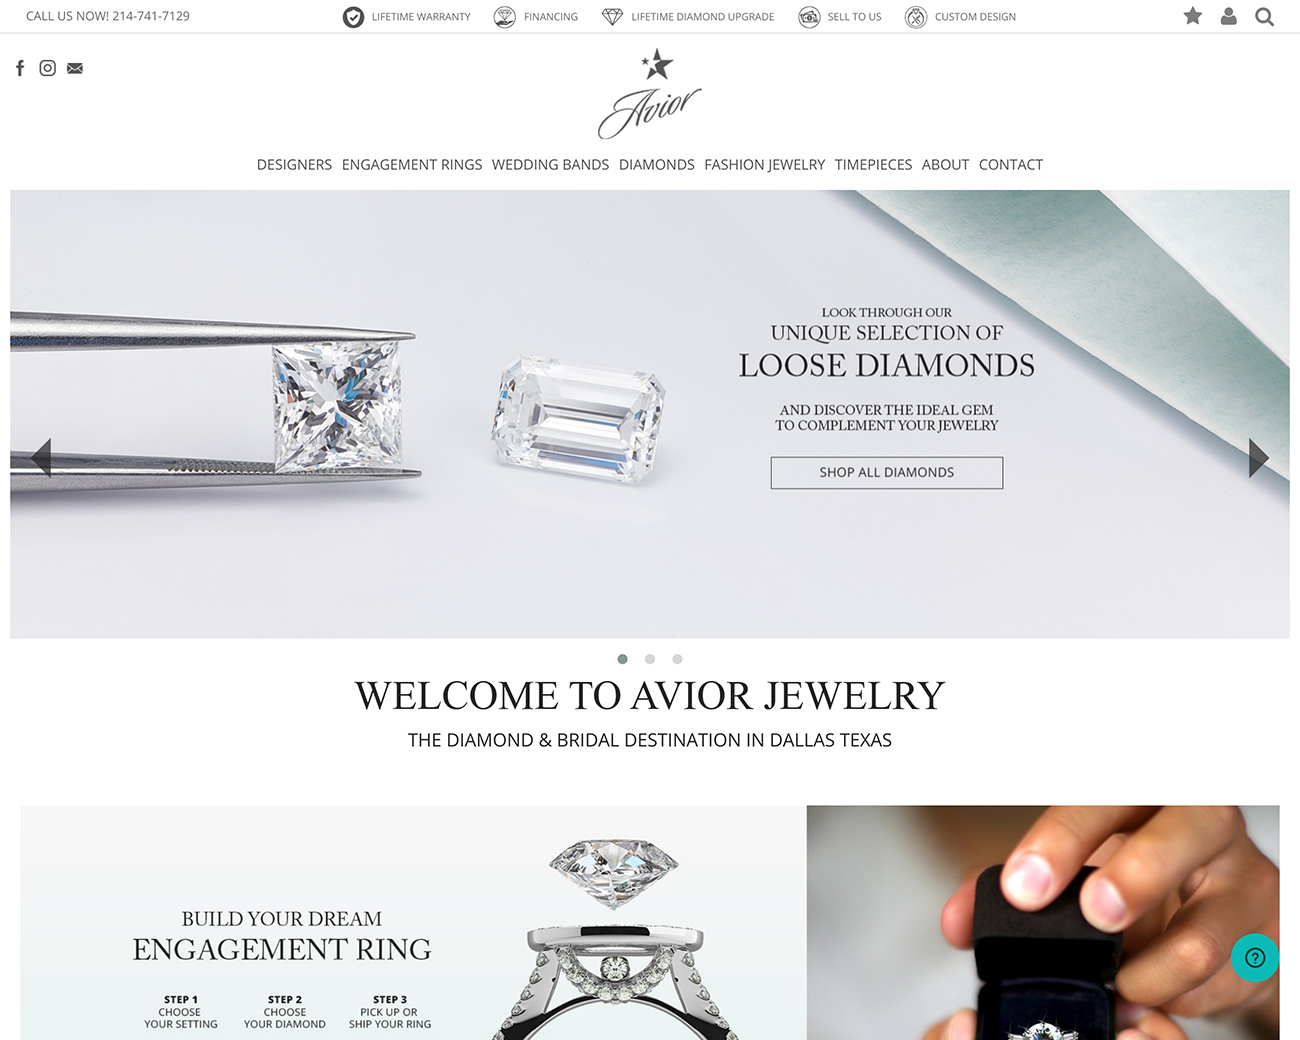 CALL US NOW! 214-741-7129
LIFETIME WARRANTY
FINANCING
LIFETIME DIAMOND UPGRADE
SELL TO US
CUSTOM DESIGN
Avior
DESIGNERS ENGAGEMENT RINGS WEDDING BANDS DIAMONDS FASHION JEWELRY TIMEPIECES ABOUT CONTACT
LOOK THROUGH OUR
UNIQUE SELECTION OF
LOOSE DIAMONDS
AND DISCOVER THE IDEAL GEM
TO COMPLEMENT YOUR JEWELRY
SHOP ALL DIAMONDS
WELCOME TO AVIOR JEWELRY
THE DIAMOND & BRIDAL DESTINATION IN DALLAS TEXAS
BUILD YOUR DREAM
ENGAGEMENT RING
STEP 1
CHOOSE
YOUR SETTING
STEP 2
CHOOSE
YOUR DIAMOND
STEP 3
PICK UP OR
SHIP YOUR RING